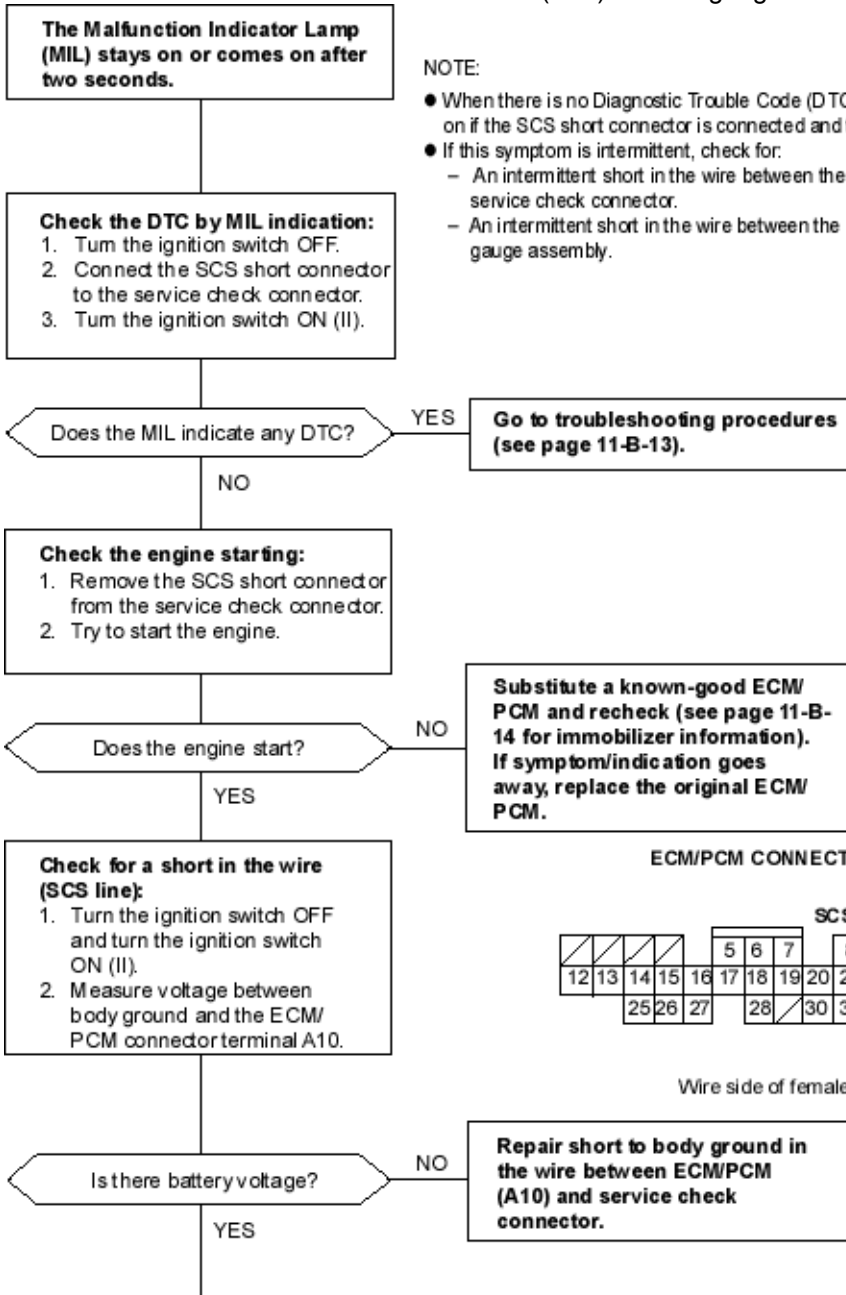 The Malfunction Indicator Lamp
(MIL) stays on or comes on after
two seconds.
NOTE:
● When there is no Diagnostic Trouble Code (DTC
on if the SCS short connector is connected and
● If this symptom is intermittent, check for:
– An intermittent short in the wire between the
service check connector.
– An intermittent short in the wire between the
gauge assembly.
Check the DTC by MIL indication:
1. Turn the ignition switch OFF.
2. Connect the SCS short connector
to the service check connector.
3. Turn the ignition switch ON (II).
Does the MIL indicate any DTC?
YES
Go to troubleshooting procedures
(see page 11-B-13).
NO
Check the engine starting:
1. Remove the SCS short connector
from the service check connector.
2. Try to start the engine.
Does the engine start?
NO
Substitute a known-good ECM/
PCM and recheck (see page 11-B-
14 for immobilizer information).
If symptom/indication goes
away, replace the original ECM/
PCM.
YES
Check for a short in the wire
(SCS line):
1. Turn the ignition switch OFF
and turn the ignition switch
ON (II).
2. Measure voltage between
body ground and the ECM/
PCM connector terminal A10.
ECM/PCM CONNECT
SCS
5 6 7
12 13 14 15 16 17 18 19 20
25 26 27 28 30
Wire side of female
Is there battery voltage?
NO
Repair short to body ground in
the wire between ECM/PCM
(A10) and service check
connector.
YES